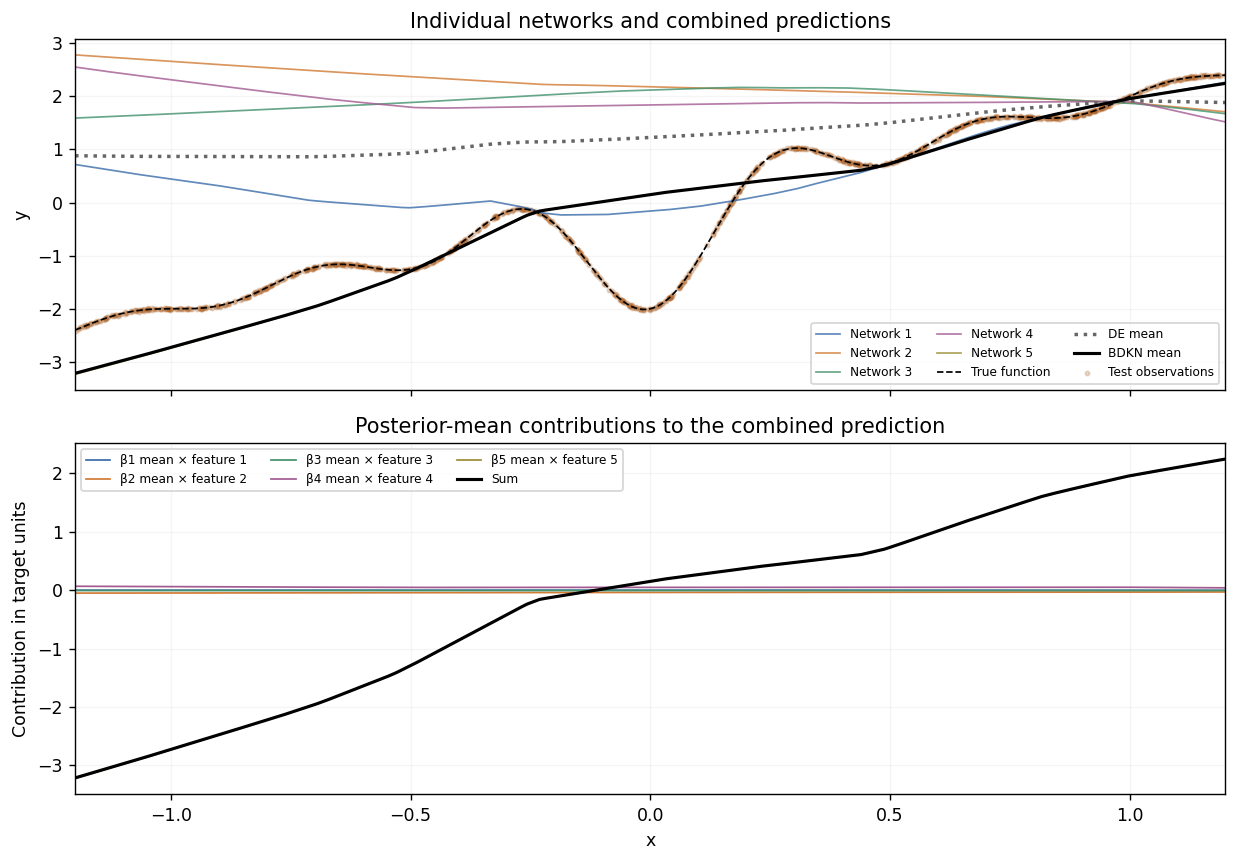 Individual networks and combined predictions
3
2
1
0
−1
−2
−3
y
Network 1
Network 2
Network 3
Network 4
Network 5
True function
DE mean
BDKN mean
Test observations
Posterior-mean contributions to the combined prediction
2
1
0
−1
−2
−3
Contribution in target units
β1 mean × feature 1
β2 mean × feature 2
β3 mean × feature 3
β4 mean × feature 4
β5 mean × feature 5
Sum
−1.0
−0.5
0.0
0.5
1.0
x